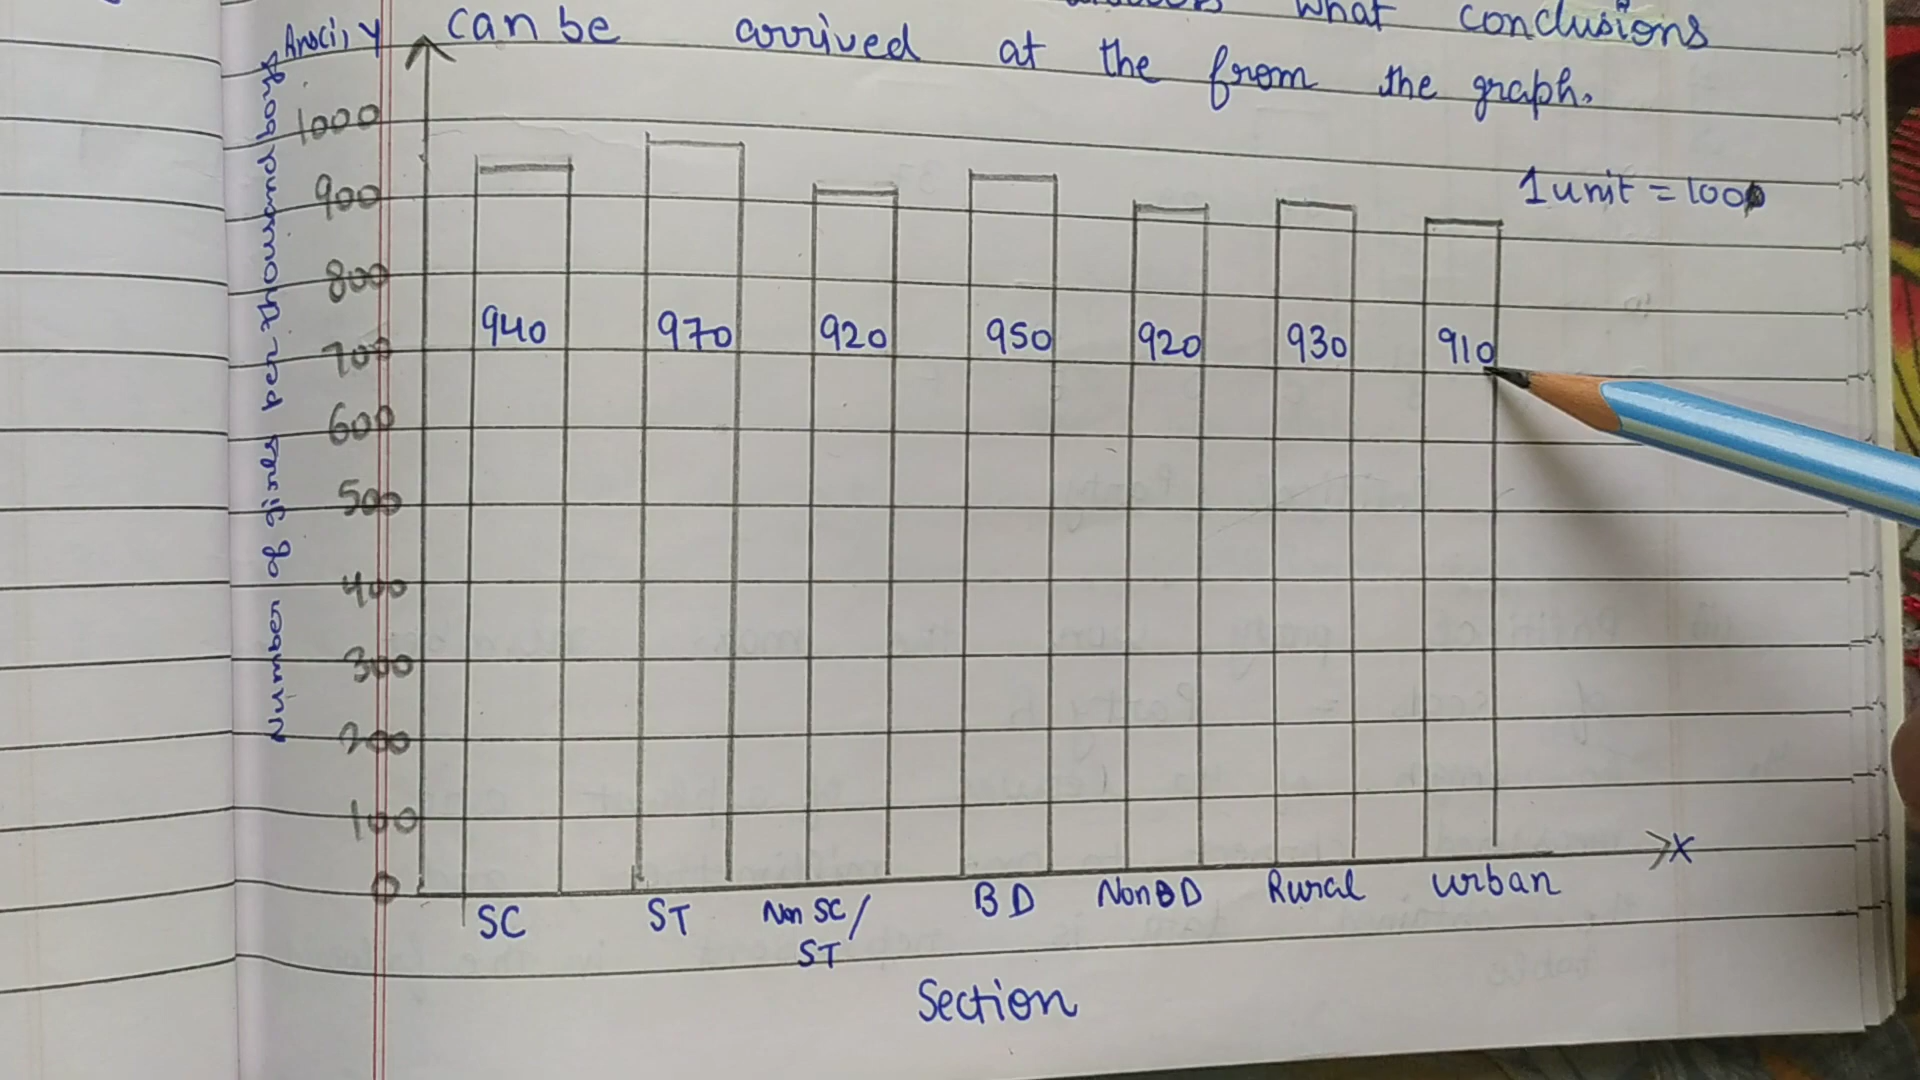 what conclusions
can be arrived at the from the graph.
Y
Number of girls per thousand boys
1 unit = 100
1000
900
800
700
600
500
400
300
200
100
0
940 970 920 950 920 930 910
X
SC ST Non SC/ BD Non BD Rural urban
ST
Section